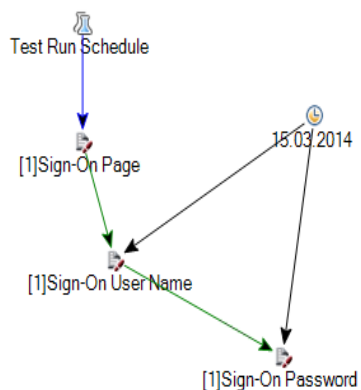 Test Run Schedule
15.03.2014
[1]Sign-On Page
[1]Sign-On User Name
[1]Sign-On Password